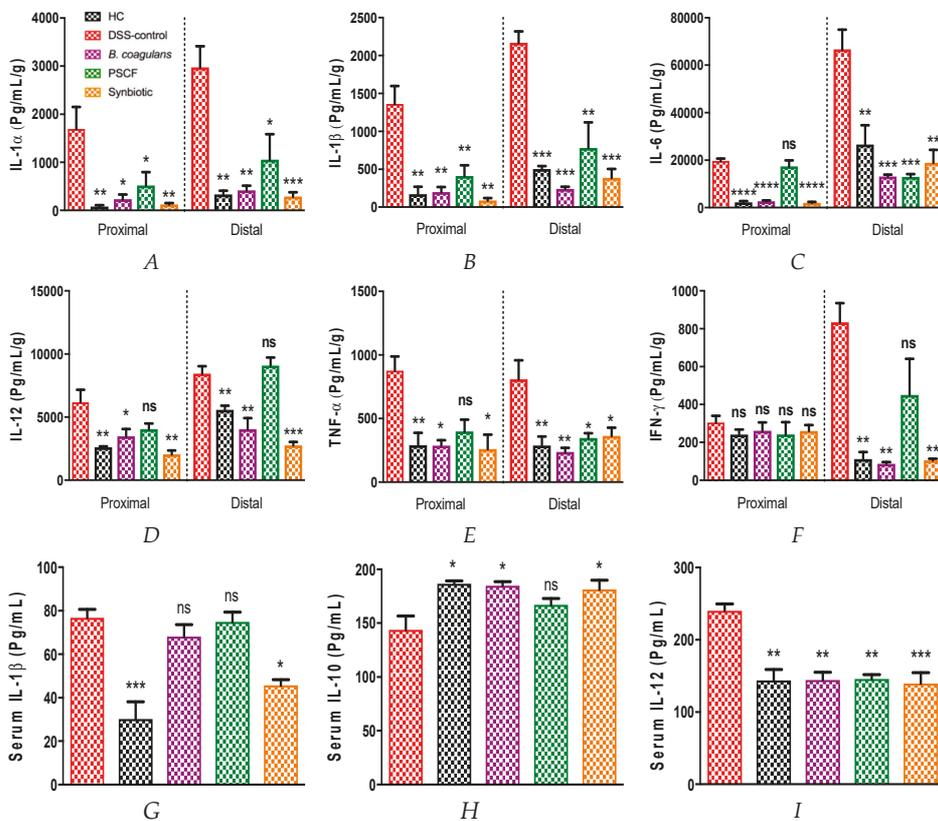 4000
3000
2000
1000
0
IL-1α (Pg/mL/g)
HC
DSS-control
B. coagulans
PSCF
Synbiotic
** * * **
** ** * ***
Proximal Distal
A
2500
2000
1500
1000
500
0
IL-1β (Pg/mL/g)
** ** ** **
*** *** ** ***
Proximal Distal
B
80000
60000
40000
20000
0
IL-6 (Pg/mL/g)
**** **** ns ****
** *** *** **
Proximal Distal
C
15000
10000
5000
0
IL-12 (Pg/mL/g)
** * ns **
** ** ns ***
Proximal Distal
D
1500
1000
500
0
TNF-α (Pg/mL/g)
** * ns *
** ** * *
Proximal Distal
E
1000
800
600
400
200
0
IFN-γ (Pg/mL/g)
ns ns ns ns
** ** ns **
Proximal Distal
F
100
80
60
40
20
0
Serum IL-1β (Pg/mL)
*** ns ns *
G
200
150
100
50
0
Serum IL-10 (Pg/mL)
* * ns *
H
300
200
100
0
Serum IL-12 (Pg/mL)
** ** ** ***
I